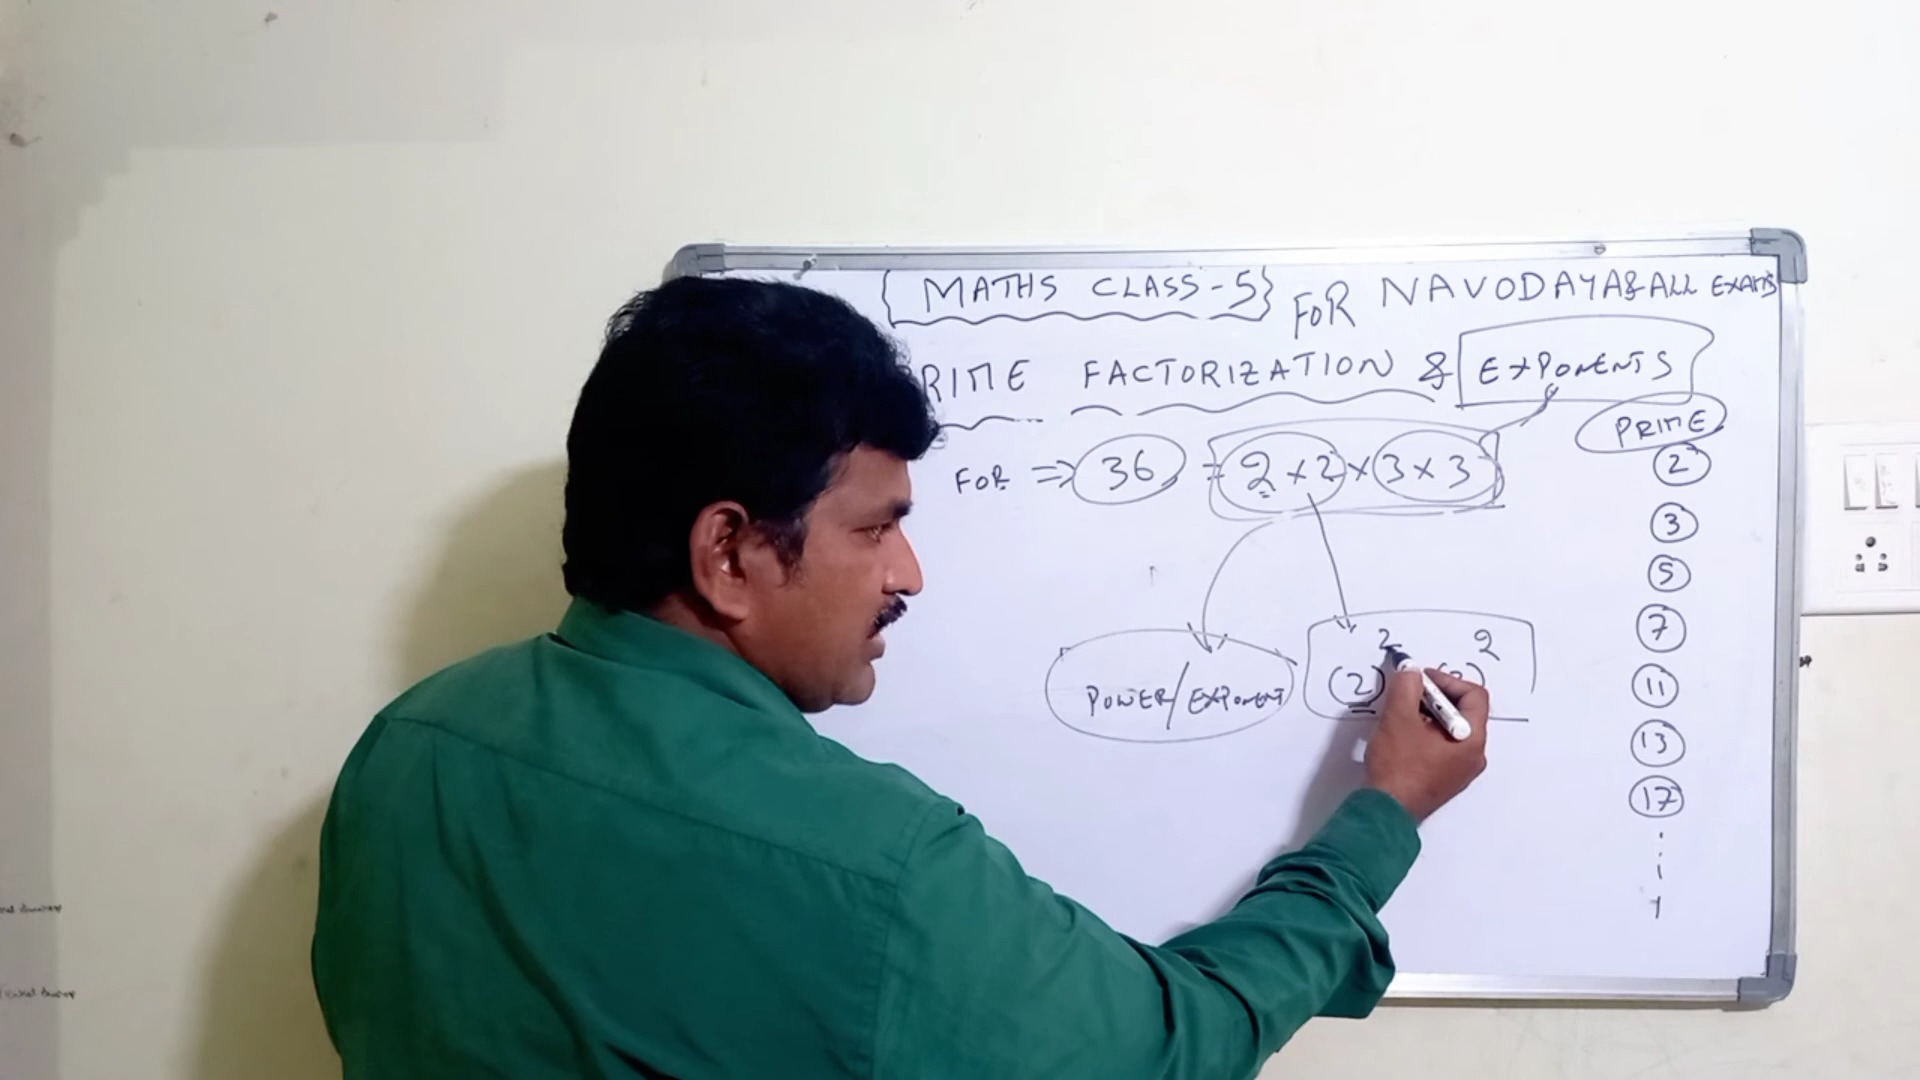 {MATHS CLASS-5} FOR NAVODAYA & ALL EXAMS
RIME FACTORIZATION & EXPONENTS
FOR ⇒ 36 = 2 × 2 × 3 × 3
POWER/EXPONENT
(2)² 2
PRIME
2
3
5
7
11
13
17